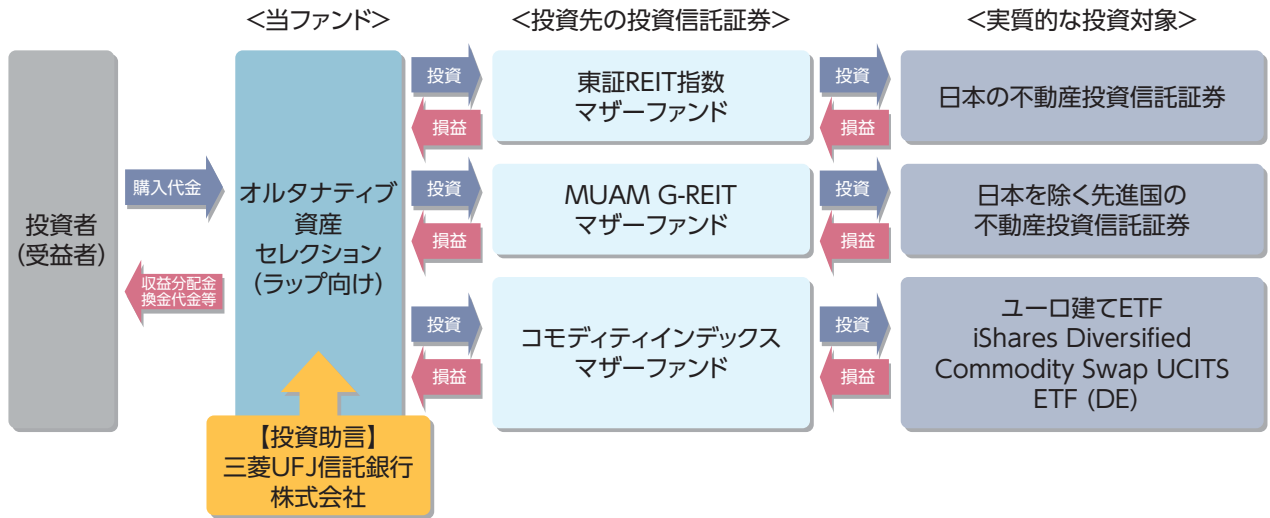 <当ファンド>
<投資先の投資信託証券>
<実質的な投資対象>
投資者
(受益者)
購入代金
収益分配金
換金代金等
オルタナティブ
資産
セレクション
(ラップ向け)
【投資助言】
三菱UFJ信託銀行
株式会社
投資
損益
東証REIT指数
マザーファンド
投資
損益
日本の不動産投資信託証券
投資
損益
MUAM G-REIT
マザーファンド
投資
損益
日本を除く先進国の
不動産投資信託証券
投資
損益
コモディティインデックス
マザーファンド
投資
損益
ユーロ建てETF
iShares Diversified
Commodity Swap UCITS
ETF (DE)